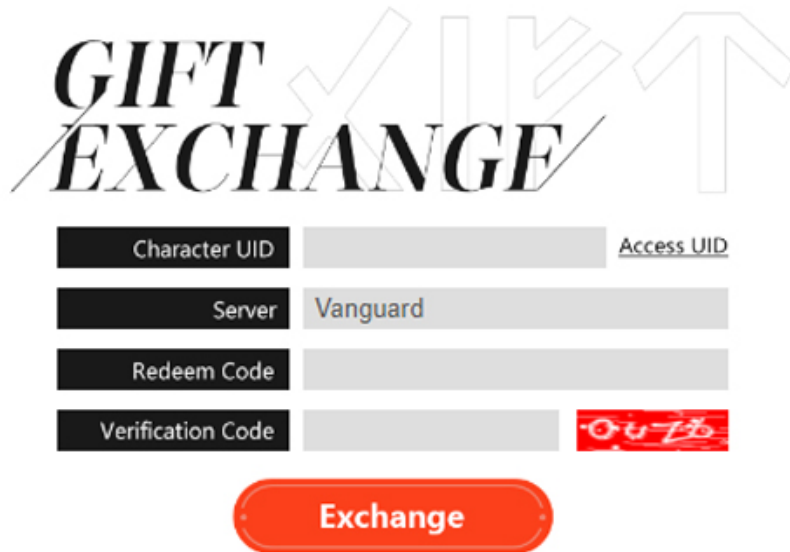 GIFT
EXCHANGE
Character UID
Access UID
Server Vanguard
Redeem Code
Verification Code
Exchange